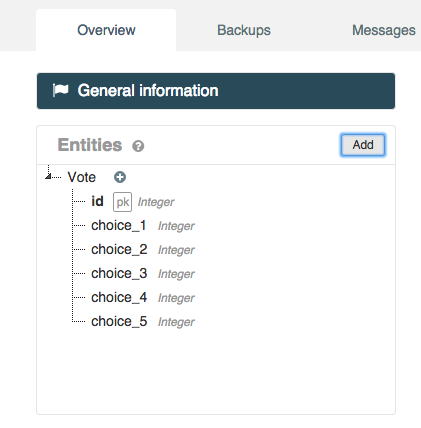 Overview Backups Messages
General information
Entities ? Add
Vote
id pk Integer
choice_1 Integer
choice_2 Integer
choice_3 Integer
choice_4 Integer
choice_5 Integer